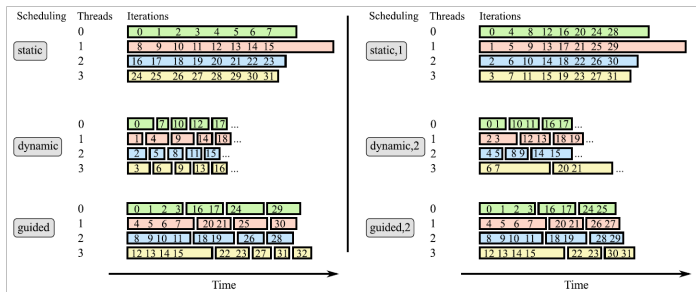 Scheduling Threads Iterations
static
0 0 1 2 3 4 5 6 7
1 8 9 10 11 12 13 14 15
2 16 17 18 19 20 21 22 23
3 24 25 26 27 28 29 30 31
dynamic
0 0 7 10 12 17 ...
1 1 4 9 14 18 ...
2 2 5 8 11 15 ...
3 3 6 9 13 16 ...
guided
0 0 1 2 3 16 17 24 29
1 4 5 6 7 20 21 25 30
2 8 9 10 11 18 19 26 28
3 12 13 14 15 22 23 27 31 32
Time
Scheduling Threads Iterations
static,1
0 0 4 8 12 16 20 24 28
1 1 5 9 13 17 21 25 29
2 2 6 10 14 18 22 26 30
3 3 7 11 15 19 23 27 31
dynamic,2
0 0 1 10 11 16 17 ...
1 2 3 12 13 18 19 ...
2 4 5 8 9 14 15 ...
3 6 7 20 21 ...
guided,2
0 0 1 2 3 16 17 24 25
1 4 5 6 7 20 21 26 27
2 8 9 10 11 18 19 28 29
3 12 13 14 15 22 23 30 31
Time